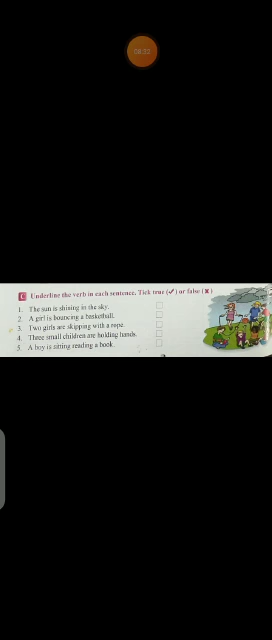 C Underline the verb in each sentence. Tick true (✓) or false (✗)
1. The sun is shining in the sky.
2. A girl is bouncing a basketball.
3. Two girls are skipping with a rope.
4. Three small children are holding hands.
5. A boy is sitting reading a book.